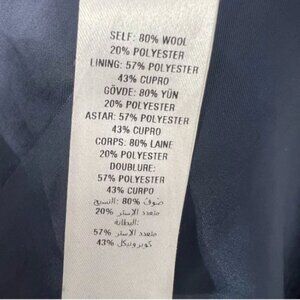 SELF: 80% WOOL
20% POLYESTER
LINING: 57% POLYESTER
43% CUPRO
GÖVDE: 80% YÜN
20% POLYESTER
ASTAR: 57% POLYESTER
43% CUPRO
CORPS: 80% LAINE
20% POLYESTER
DOUBLURE:
57% POLYESTER
43% CURPO
صوف %80 :النسيج
متعدد الاستر %20
:البطانة
متعدد الاستر %57
كوبرونيكل %43